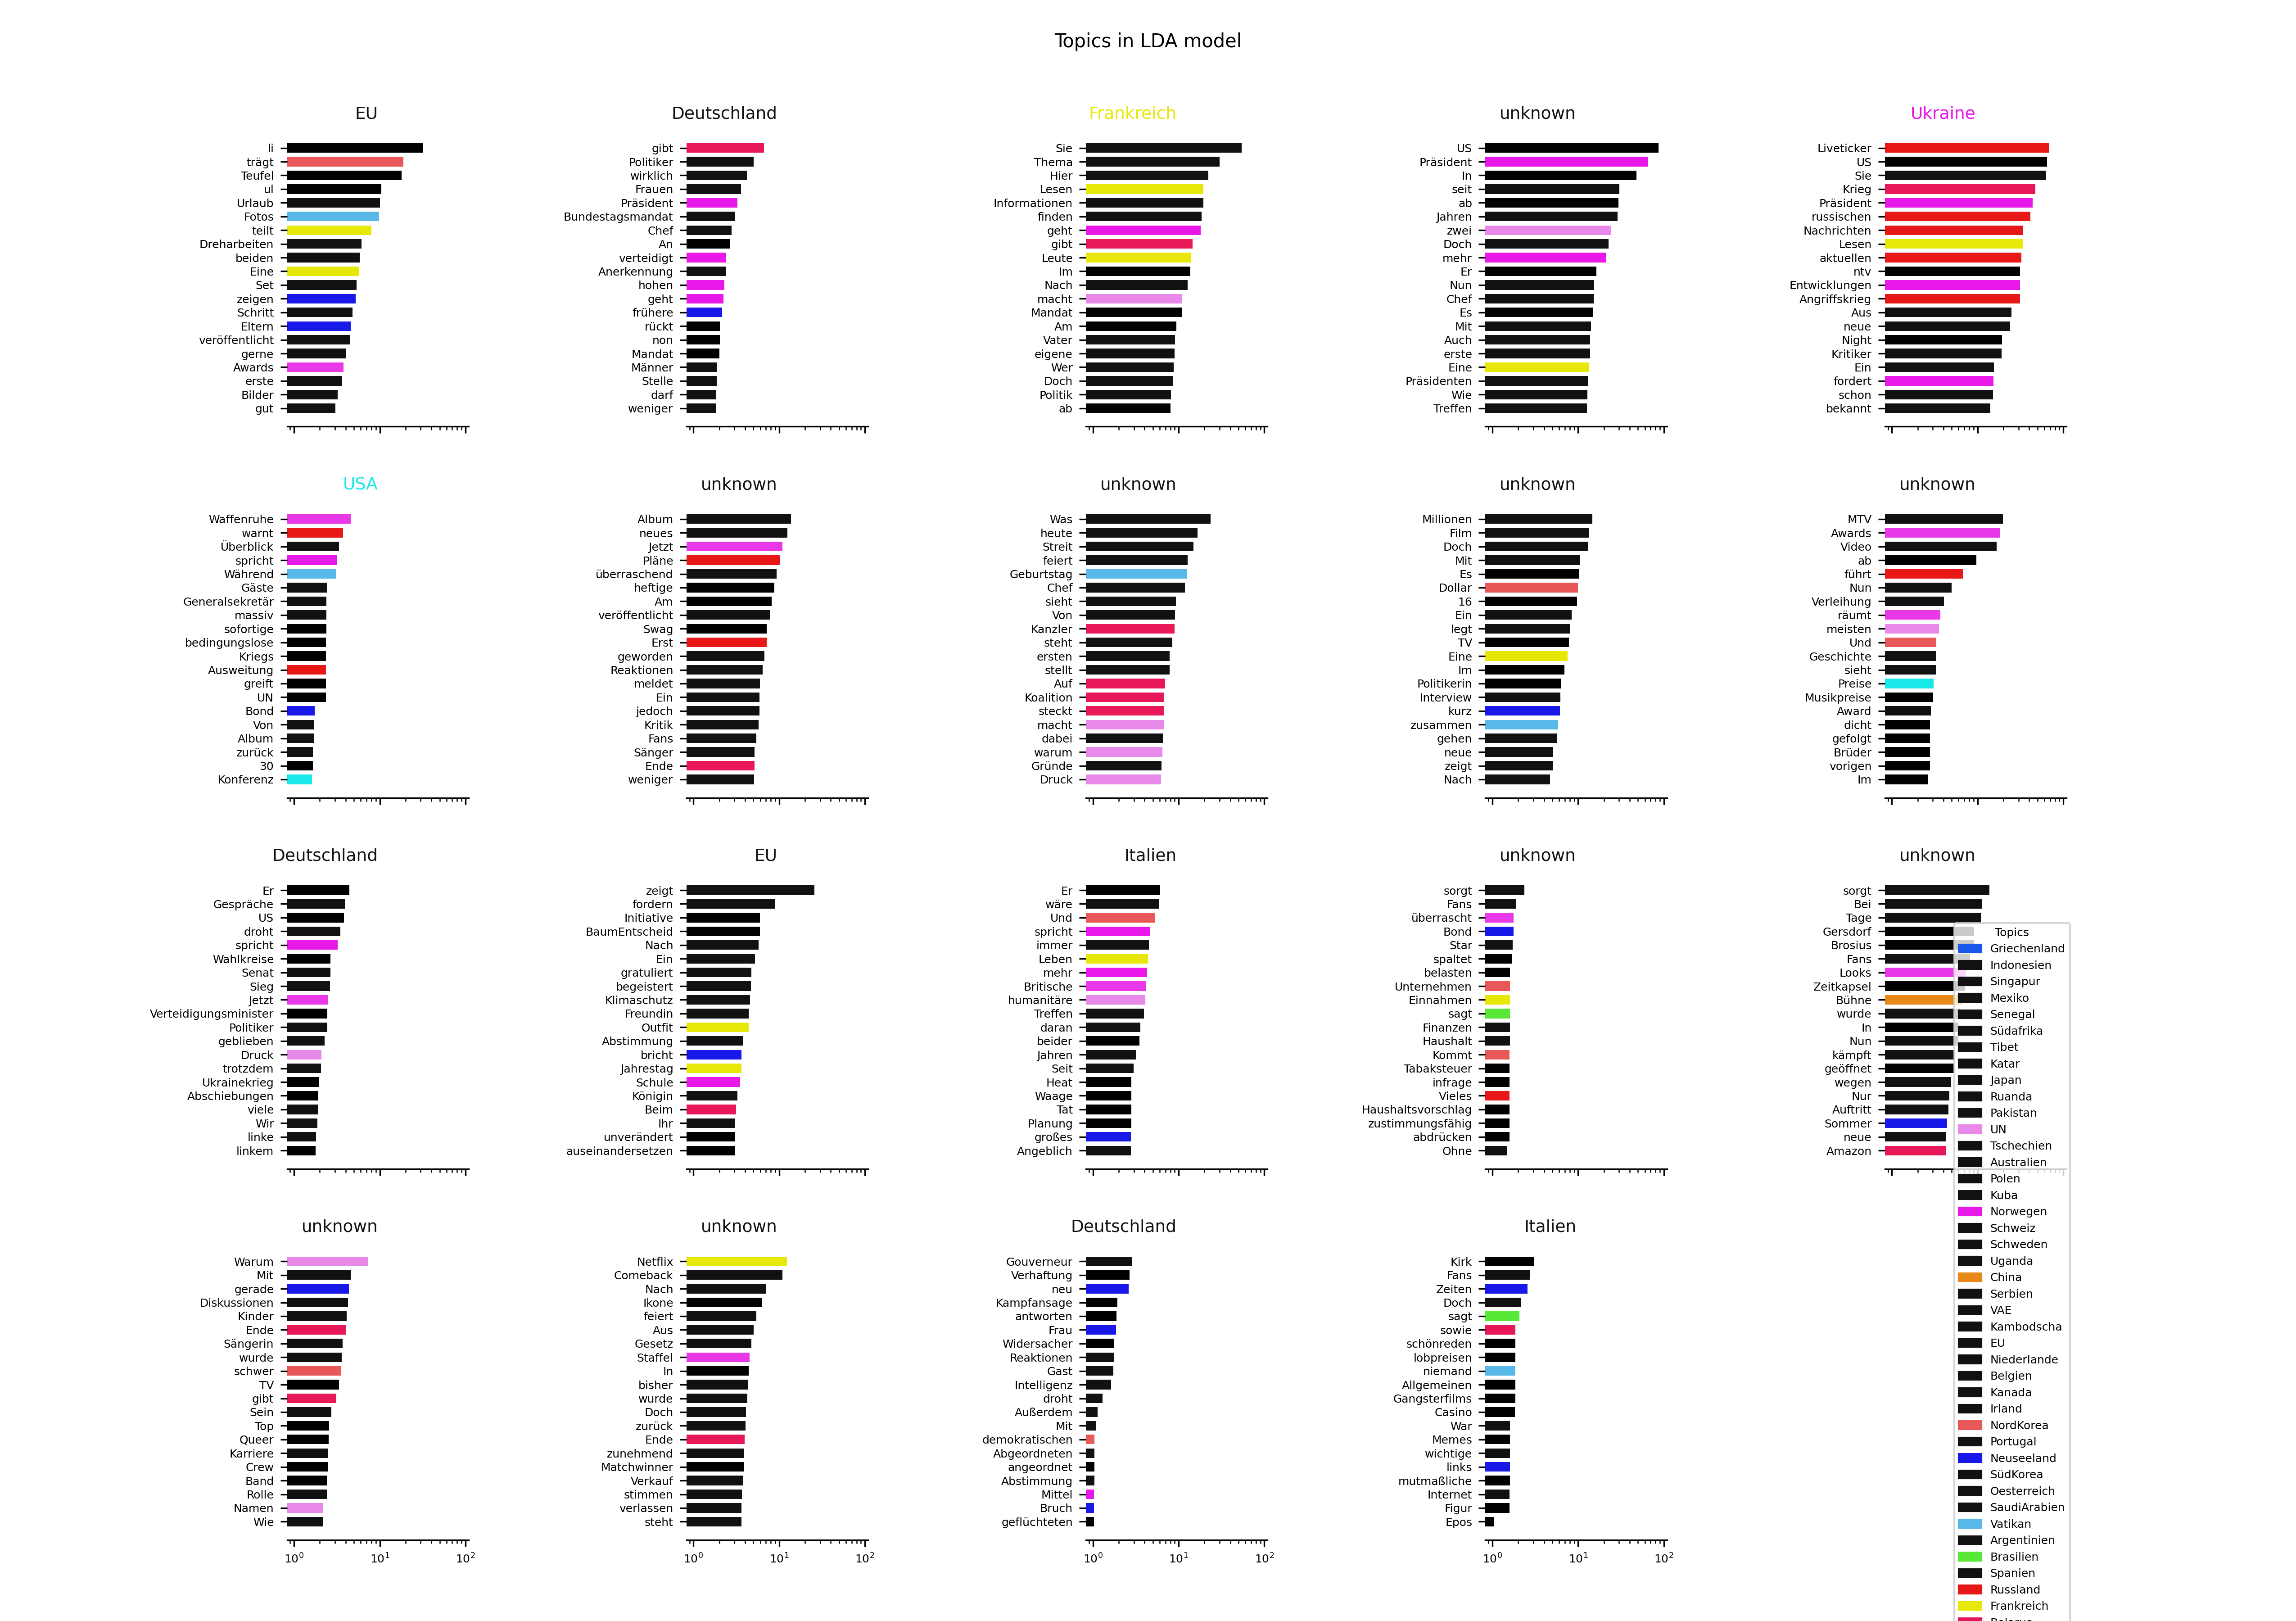 Topics in LDA model
EU
li
trägt
Teufel
ul
Urlaub
Fotos
teilt
Dreharbeiten
beiden
Eine
Set
zeigen
Schritt
Eltern
veröffentlicht
gerne
Awards
erste
Bilder
gut
Deutschland
gibt
Politiker
wirklich
Frauen
Präsident
Bundestagsmandat
Chef
An
verteidigt
Anerkennung
hohen
geht
frühere
rückt
non
Mandat
Männer
Stelle
darf
weniger
Frankreich
Sie
Thema
Hier
Lesen
Informationen
finden
geht
gibt
Leute
Im
Nach
macht
Mandat
Am
Vater
eigene
Wer
Doch
Politik
ab
unknown
US
Präsident
In
seit
ab
Jahren
zwei
Doch
mehr
Er
Nun
Chef
Es
Mit
Auch
erste
Eine
Präsidenten
Wie
Treffen
Ukraine
Liveticker
US
Sie
Krieg
Präsident
russischen
Nachrichten
Lesen
aktuellen
ntv
Entwicklungen
Angriffskrieg
Aus
neue
Night
Kritiker
Ein
fordert
schon
bekannt
USA
Waffenruhe
warnt
Überblick
spricht
Während
Gäste
Generalsekretär
massiv
sofortige
bedingungslose
Kriegs
Ausweitung
greift
UN
Bond
Von
Album
zurück
30
Konferenz
unknown
Album
neues
Jetzt
Pläne
überraschend
heftige
Am
veröffentlicht
Swag
Erst
geworden
Reaktionen
meldet
Ein
jedoch
Kritik
Fans
Sänger
Ende
weniger
unknown
Was
heute
Streit
feiert
Geburtstag
Chef
sieht
Von
Kanzler
steht
ersten
stellt
Auf
Koalition
steckt
macht
dabei
warum
Gründe
Druck
unknown
Millionen
Film
Doch
Mit
Es
Dollar
16
Ein
legt
TV
Eine
Im
Politikerin
Interview
kurz
zusammen
gehen
neue
zeigt
Nach
unknown
MTV
Awards
Video
ab
führt
Nun
Verleihung
räumt
meisten
Und
Geschichte
sieht
Preise
Musikpreise
Award
dicht
gefolgt
Brüder
vorigen
Im
Deutschland
Er
Gespräche
US
droht
spricht
Wahlkreise
Senat
Sieg
Jetzt
Verteidigungsminister
Politiker
geblieben
Druck
trotzdem
Ukrainekrieg
Abschiebungen
viele
Wir
linke
linkem
EU
zeigt
fordern
Initiative
BaumEntscheid
Nach
Ein
gratuliert
begeistert
Klimaschutz
Freundin
Outfit
Abstimmung
bricht
Jahrestag
Schule
Königin
Beim
Ihr
unverändert
auseinandersetzen
Italien
Er
wäre
Und
spricht
immer
Leben
mehr
Britische
humanitäre
Treffen
daran
beider
Jahren
Seit
Heat
Waage
Tat
Planung
großes
Angeblich
unknown
sorgt
Fans
überrascht
Bond
Star
spaltet
belasten
Unternehmen
Einnahmen
sagt
Finanzen
Haushalt
Kommt
Tabaksteuer
infrage
Vieles
Haushaltsvorschlag
zustimmungsfähig
abdrücken
Ohne
unknown
sorgt
Bei
Tage
Gersdorf
Brosius
Fans
Looks
Zeitkapsel
Bühne
wurde
In
Nun
kämpft
geöffnet
wegen
Nur
Auftritt
Sommer
neue
Amazon
unknown
Warum
Mit
gerade
Diskussionen
Kinder
Ende
Sängerin
wurde
schwer
TV
gibt
Sein
Top
Queer
Karriere
Crew
Band
Rolle
Namen
Wie
10⁰ 10¹ 10²
unknown
Netflix
Comeback
Nach
Ikone
feiert
Aus
Gesetz
Staffel
In
bisher
wurde
Doch
zurück
Ende
zunehmend
Matchwinner
Verkauf
stimmen
verlassen
steht
10⁰ 10¹ 10²
Deutschland
Gouverneur
Verhaftung
neu
Kampfansage
antworten
Frau
Widersacher
Reaktionen
Gast
Intelligenz
droht
Außerdem
Mit
demokratischen
Abgeordneten
angeordnet
Abstimmung
Mittel
Bruch
geflüchteten
10⁰ 10¹ 10²
Italien
Kirk
Fans
Zeiten
Doch
sagt
sowie
schönreden
lobpreisen
niemand
Allgemeinen
Gangsterfilms
Casino
War
Memes
wichtige
links
mutmaßliche
Internet
Figur
Epos
10⁰ 10¹ 10²
Topics
Griechenland
Indonesien
Singapur
Mexiko
Senegal
Südafrika
Tibet
Katar
Japan
Ruanda
Pakistan
UN
Tschechien
Australien
Polen
Kuba
Norwegen
Schweiz
Schweden
Uganda
China
Serbien
VAE
Kambodscha
EU
Niederlande
Belgien
Kanada
Irland
NordKorea
Portugal
Neuseeland
SüdKorea
Oesterreich
SaudiArabien
Vatikan
Argentinien
Brasilien
Spanien
Russland
Frankreich